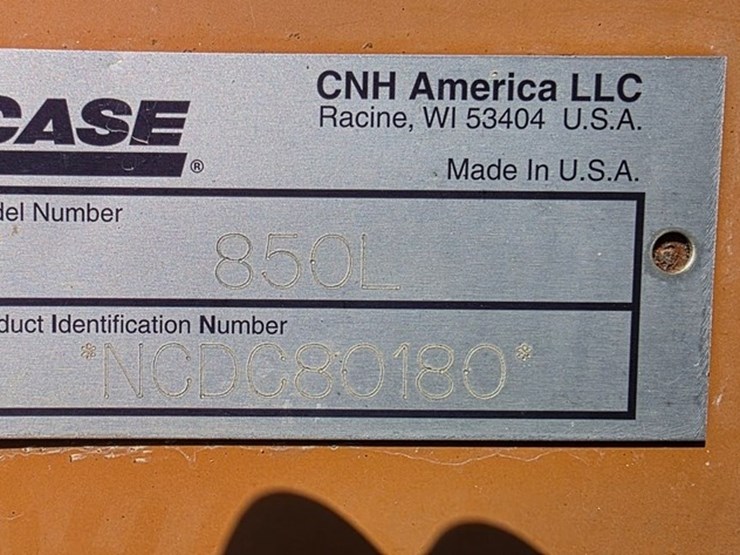 CASE ®
CNH America LLC
Racine, WI 53404 U.S.A.
Made In U.S.A.
del Number
850L
duct Identification Number
*NCDC80180*